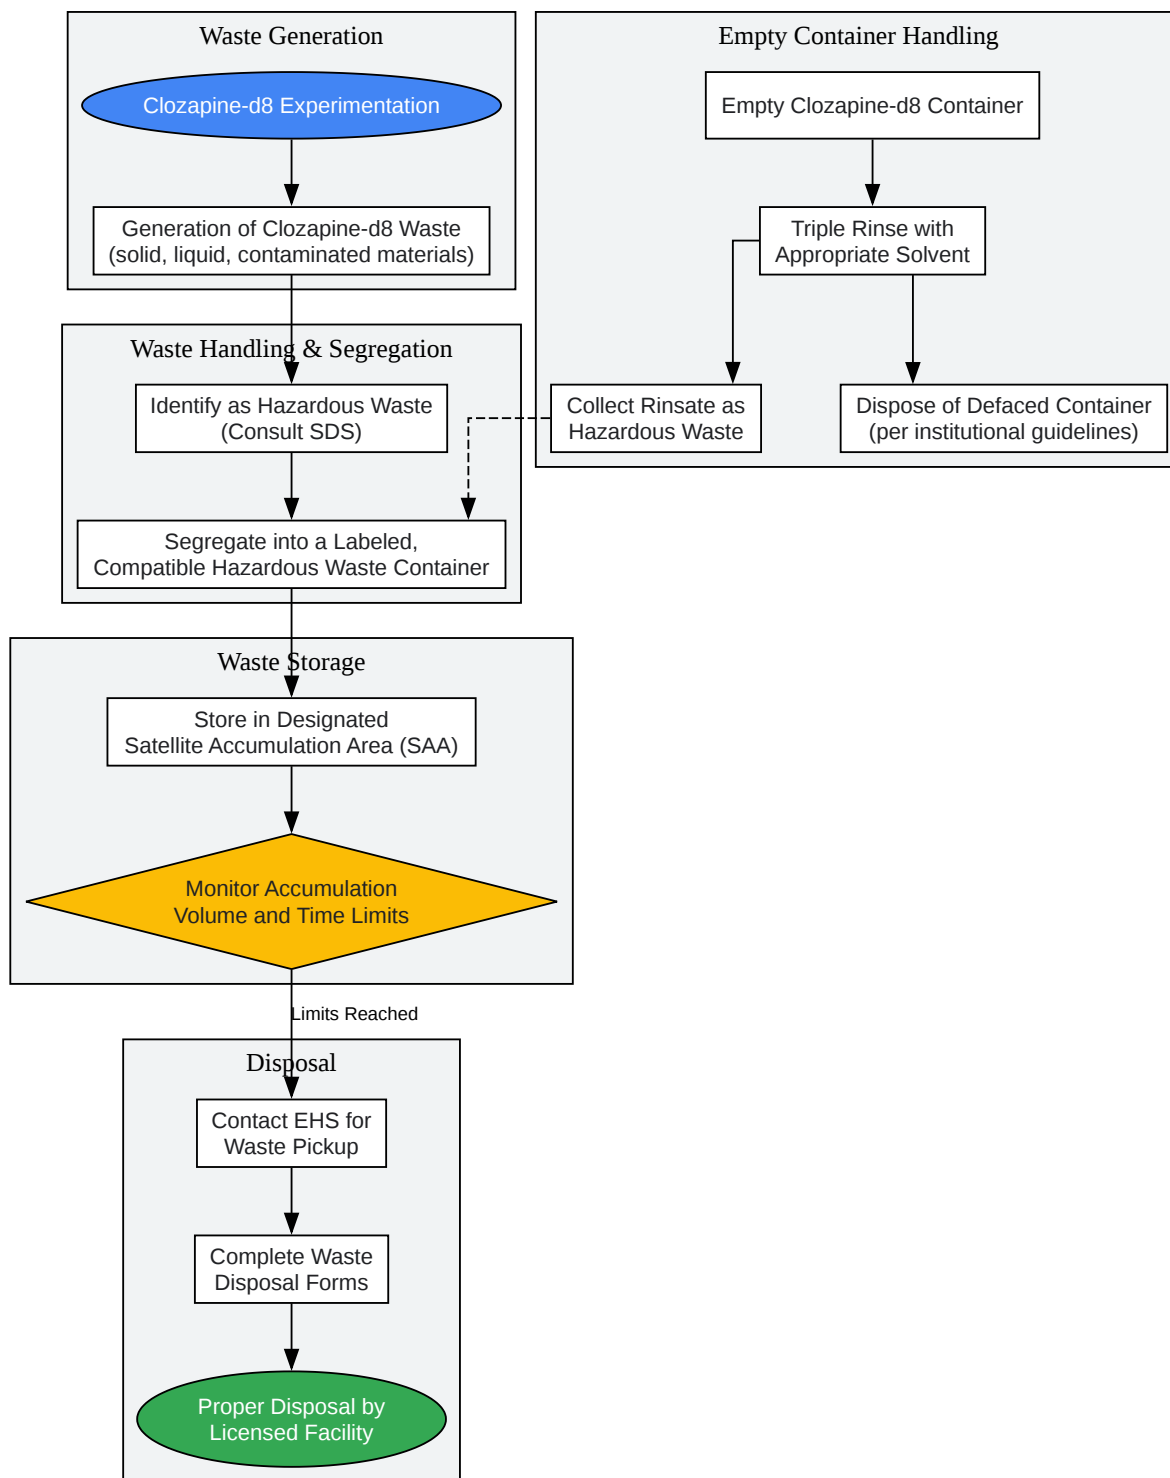 Waste Generation
Clozapine-d8 Experimentation
Generation of Clozapine-d8 Waste
(solid, liquid, contaminated materials)
Empty Container Handling
Empty Clozapine-d8 Container
Triple Rinse with
Appropriate Solvent
Collect Rinsate as
Hazardous Waste
Dispose of Defaced Container
(per institutional guidelines)
Waste Handling & Segregation
Identify as Hazardous Waste
(Consult SDS)
Segregate into a Labeled,
Compatible Hazardous Waste Container
Waste Storage
Store in Designated
Satellite Accumulation Area (SAA)
Monitor Accumulation
Volume and Time Limits
Limits Reached
Disposal
Contact EHS for
Waste Pickup
Complete Waste
Disposal Forms
Proper Disposal by
Licensed Facility